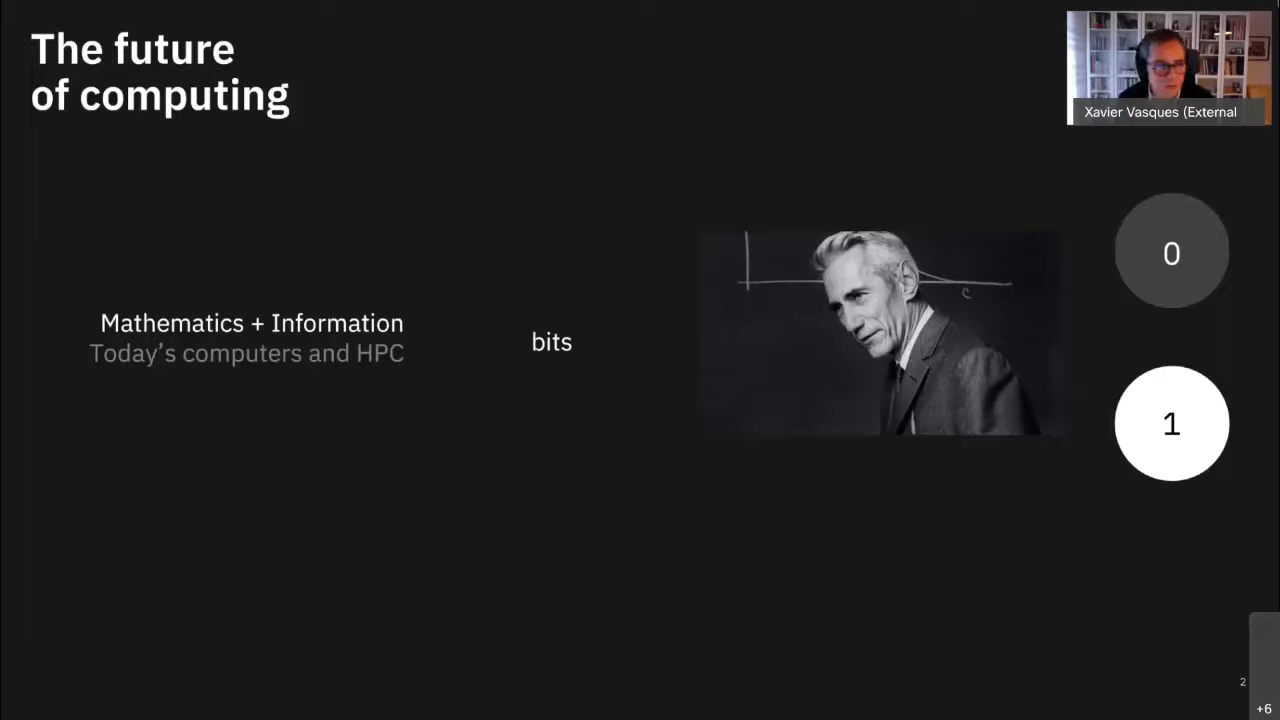 The future
of computing
Xavier Vasques (External
0
Mathematics + Information
Today's computers and HPC
bits
c
1
2
+6